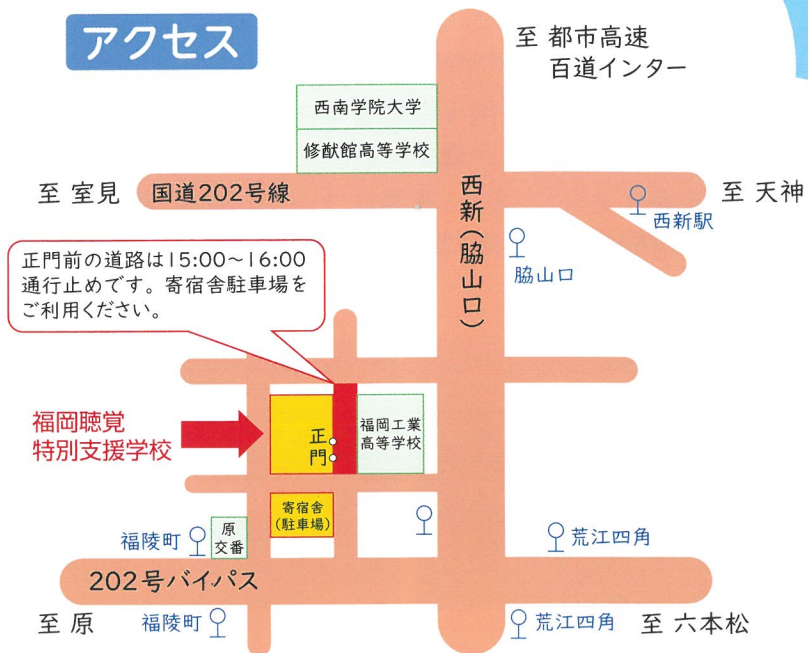 アクセス
至 都市高速
百道インター
西南学院大学
修猷館高等学校
至 室見
国道202号線
西新（脇山口）
至 天神
西新駅
脇山口
正門前の道路は15:00～16:00
通行止めです。寄宿舎駐車場を
ご利用ください。
福岡聴覚
特別支援学校
正門
福岡工業
高等学校
寄宿舎
（駐車場）
福陵町
原
交番
荒江四角
202号バイパス
至 原
福陵町
荒江四角
至 六本松